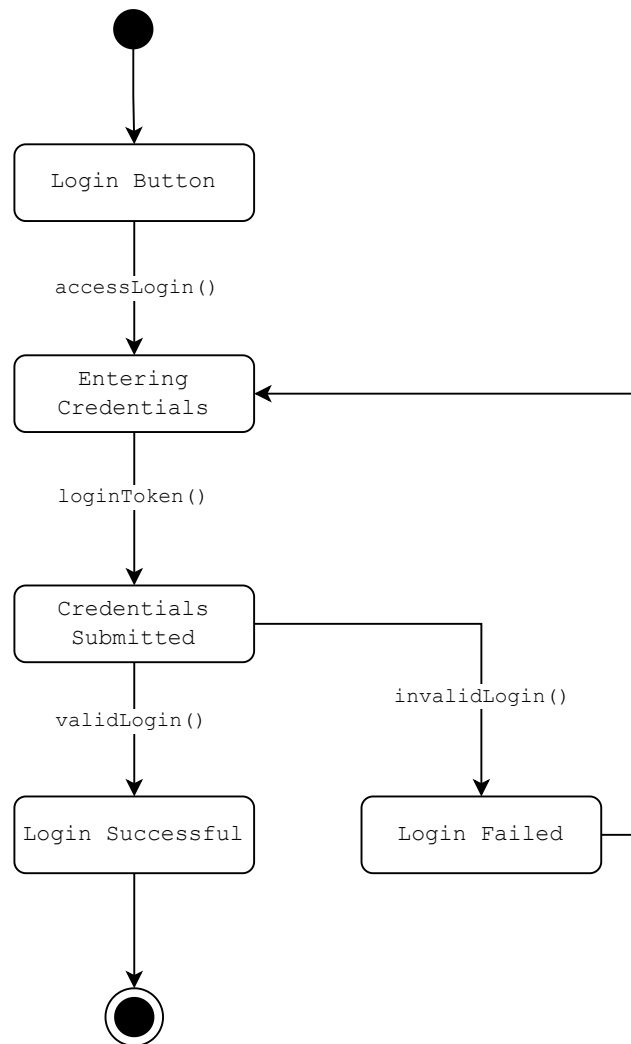 Login Button
accessLogin()
Entering
Credentials
loginToken()
Credentials
Submitted
invalidLogin()
validLogin()
Login Successful
Login Failed